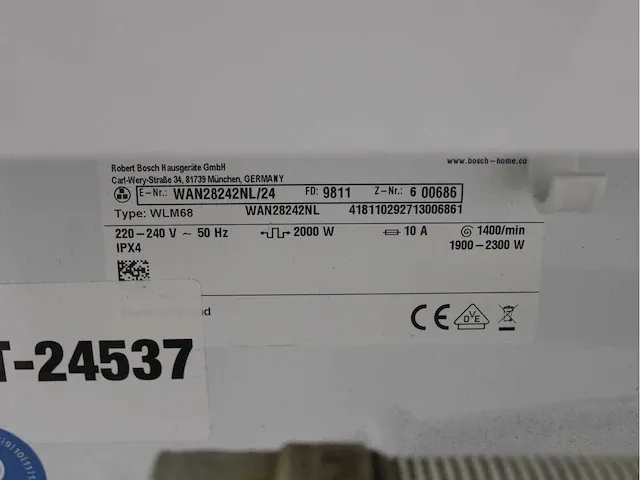 Robert Bosch Hausgeräte GmbH
Carl-Wery-Straße 34, 81739 München, GERMANY
www.bosch-home.co
E-Nr.: WAN28242NL/24 FD: 9811 Z-Nr.: 6 00686
Type: WLM68 WAN28242NL 418110292713006861
220-240 V ~ 50 Hz 2000 W 10 A 1400/min
IPX4 1900-2300 W
CE DVE
T-24537